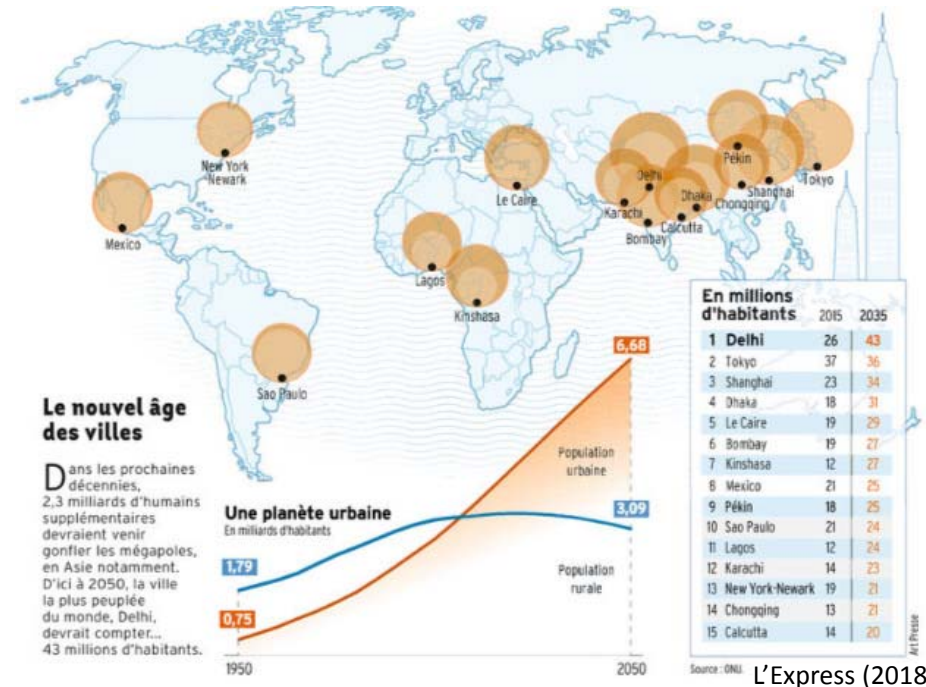 New York
Newark
Mexico
Sao Paulo
Lagos
Kinshasa
Le Caire
Karachi
Delhi
Bombay
Calcutta
Dhaka
Pékin
Chongqing
Shanghai
Tokyo
Le nouvel âge
des villes
Dans les prochaines
décennies,
2,3 milliards d'humains
supplémentaires
devraient venir
gonfler les mégapoles,
en Asie notamment.
D'ici à 2050, la ville
la plus peuplée
du monde, Delhi,
devrait compter...
43 millions d'habitants.
Une planète urbaine
En milliards d'habitants
1,79
0,75
6,68
3,09
Population
urbaine
Population
rurale
1950
2050
En millions
d'habitants 2015 2035
1 Delhi 26 43
2 Tokyo 37 36
3 Shanghai 23 34
4 Dhaka 18 31
5 Le Caire 19 29
6 Bombay 19 27
7 Kinshasa 12 27
8 Mexico 21 25
9 Pékin 18 25
10 Sao Paulo 21 24
11 Lagos 12 24
12 Karachi 14 23
13 New York-Newark 19 21
14 Chongqing 13 21
15 Calcutta 14 20
Art Presse
Source : ONU.
L'Express (2018